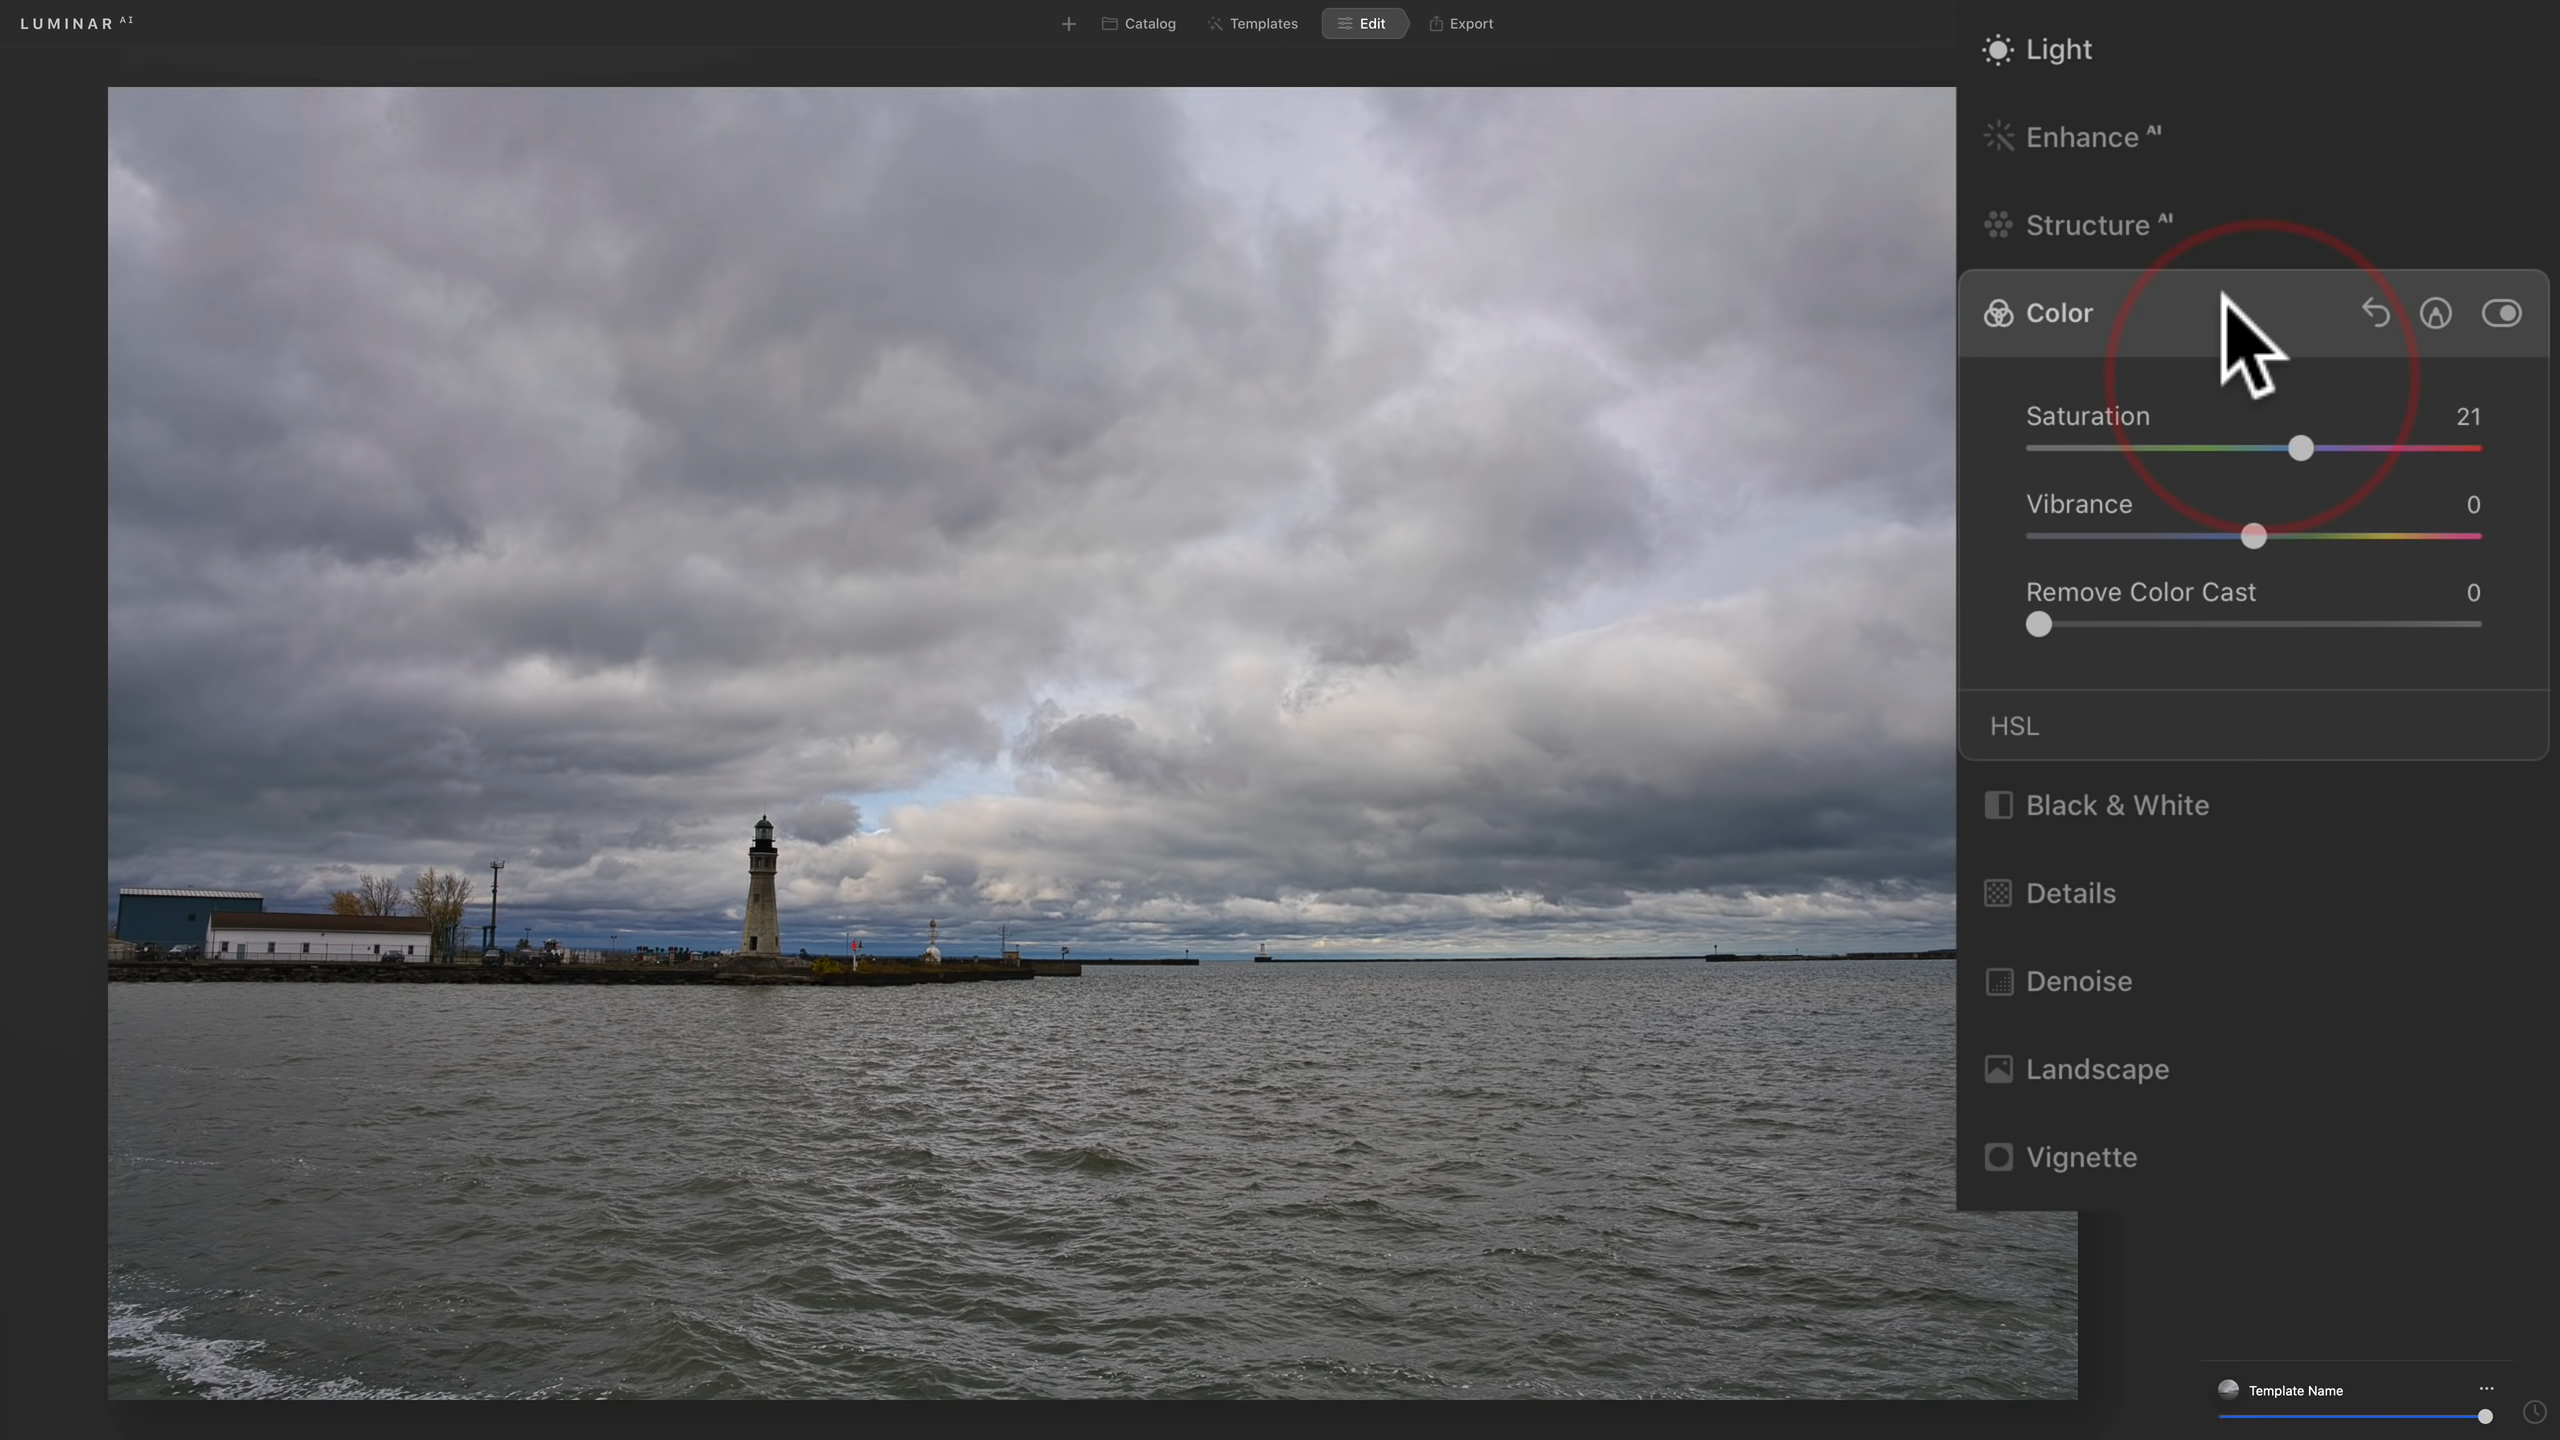 LUMINAR AI
Catalog
Templates
Edit
Export
Light
Enhance AI
Structure AI
Color
Saturation 21
Vibrance 0
Remove Color Cast 0
HSL
Black & White
Details
Denoise
Landscape
Vignette
Template Name